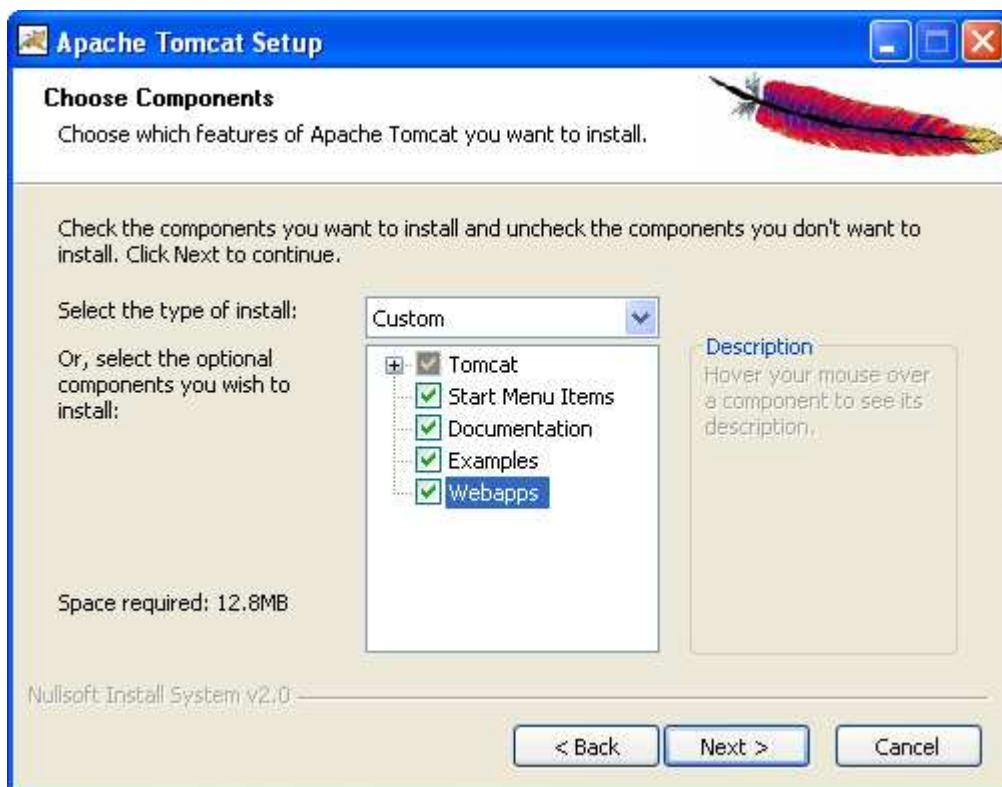 Apache Tomcat Setup
Choose Components
Choose which features of Apache Tomcat you want to install.
Check the components you want to install and uncheck the components you don't want to
install. Click Next to continue.
Select the type of install:
Custom
Or, select the optional
components you wish to
install:
Tomcat
Start Menu Items
Documentation
Examples
Webapps
Description
Hover your mouse over
a component to see its
description.
Space required: 12.8MB
Nullsoft Install System v2.0
< Back
Next >
Cancel